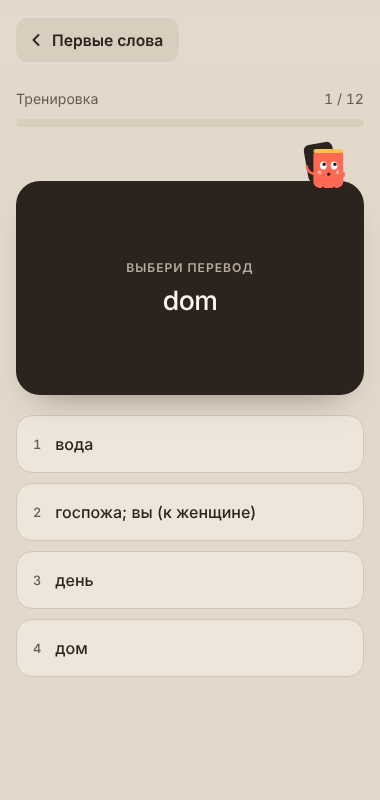 Первые слова
Тренировка 1 / 12
ВЫБЕРИ ПЕРЕВОД
dom
1 вода
2 госпожа; вы (к женщине)
3 день
4 дом